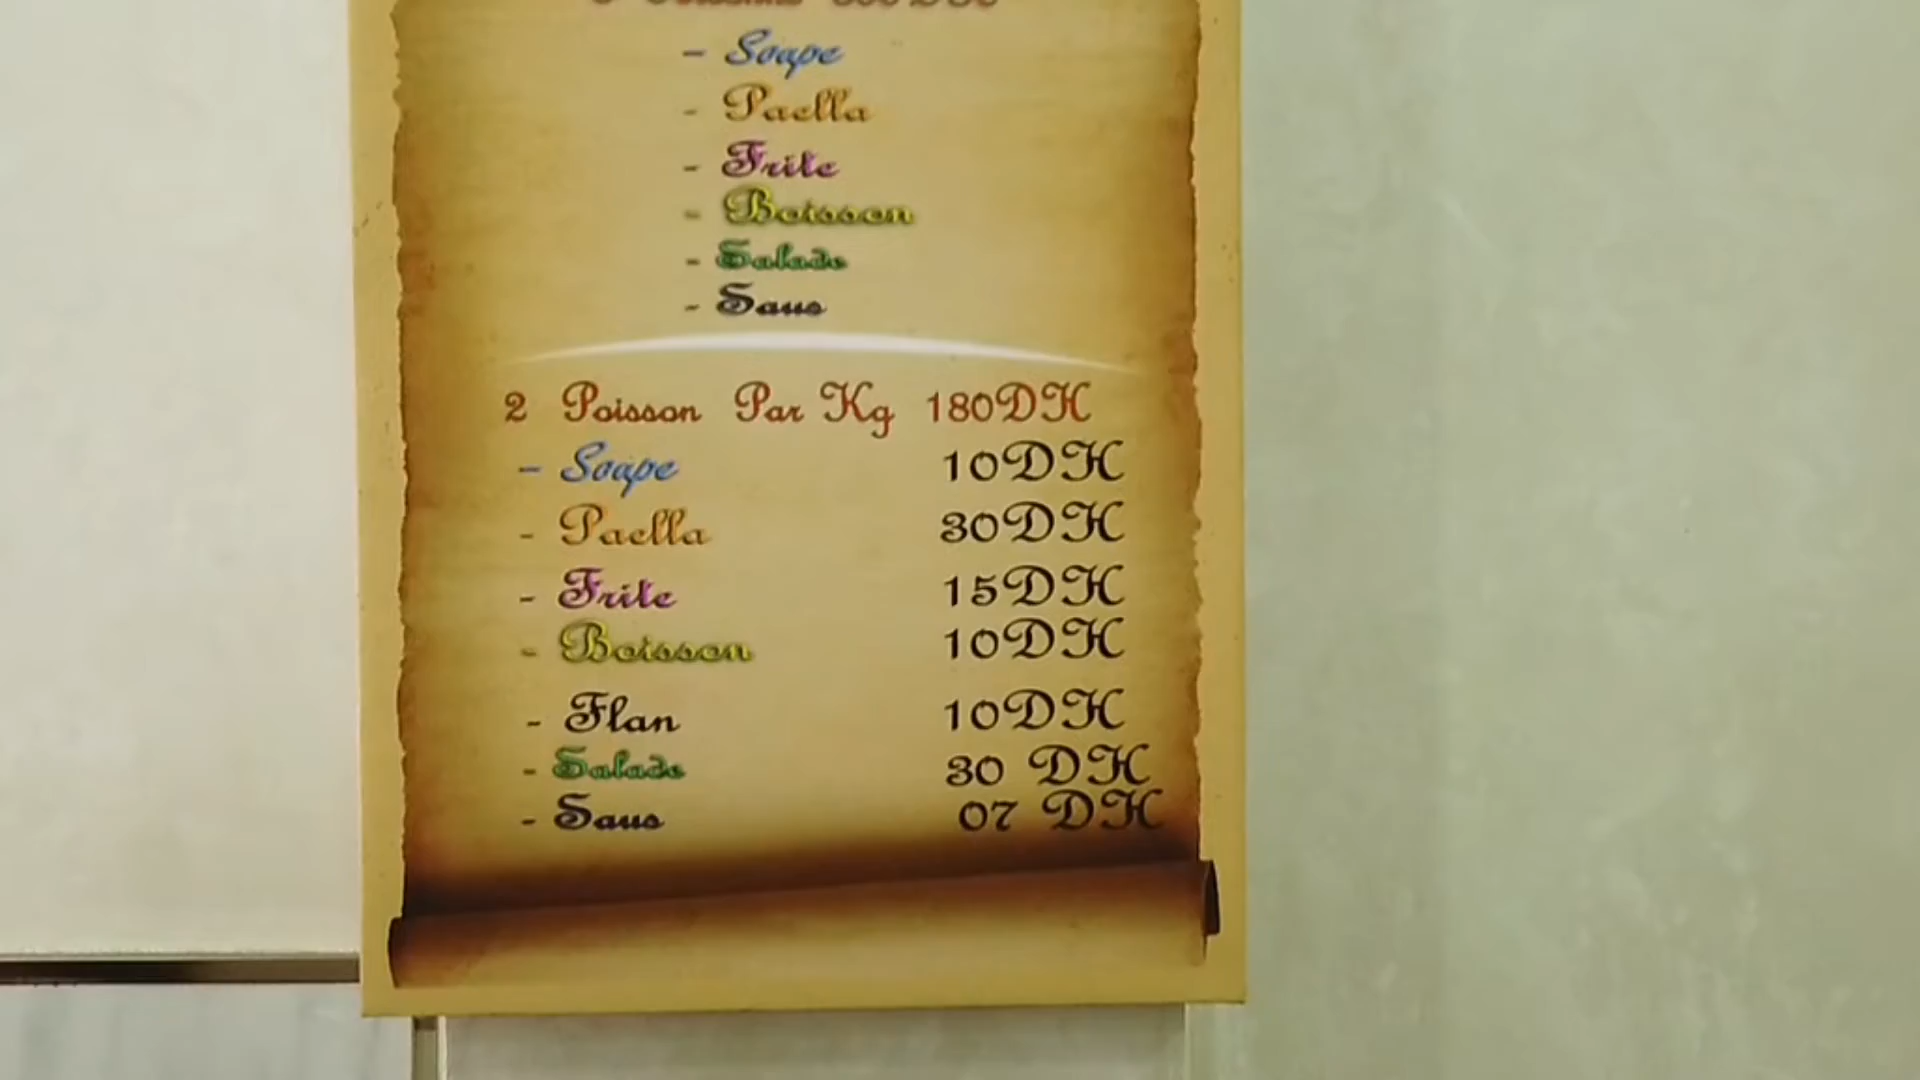 - Soupe
- Paella
- Frite
- Boisson
- Salade
- Saus
2 Poisson Par Kg 180DH
- Soupe 10DH
- Paella 30DH
- Frite 15DH
- Boisson 10DH
- Flan 10DH
- Salade 30 DH
- Saus 07 DH